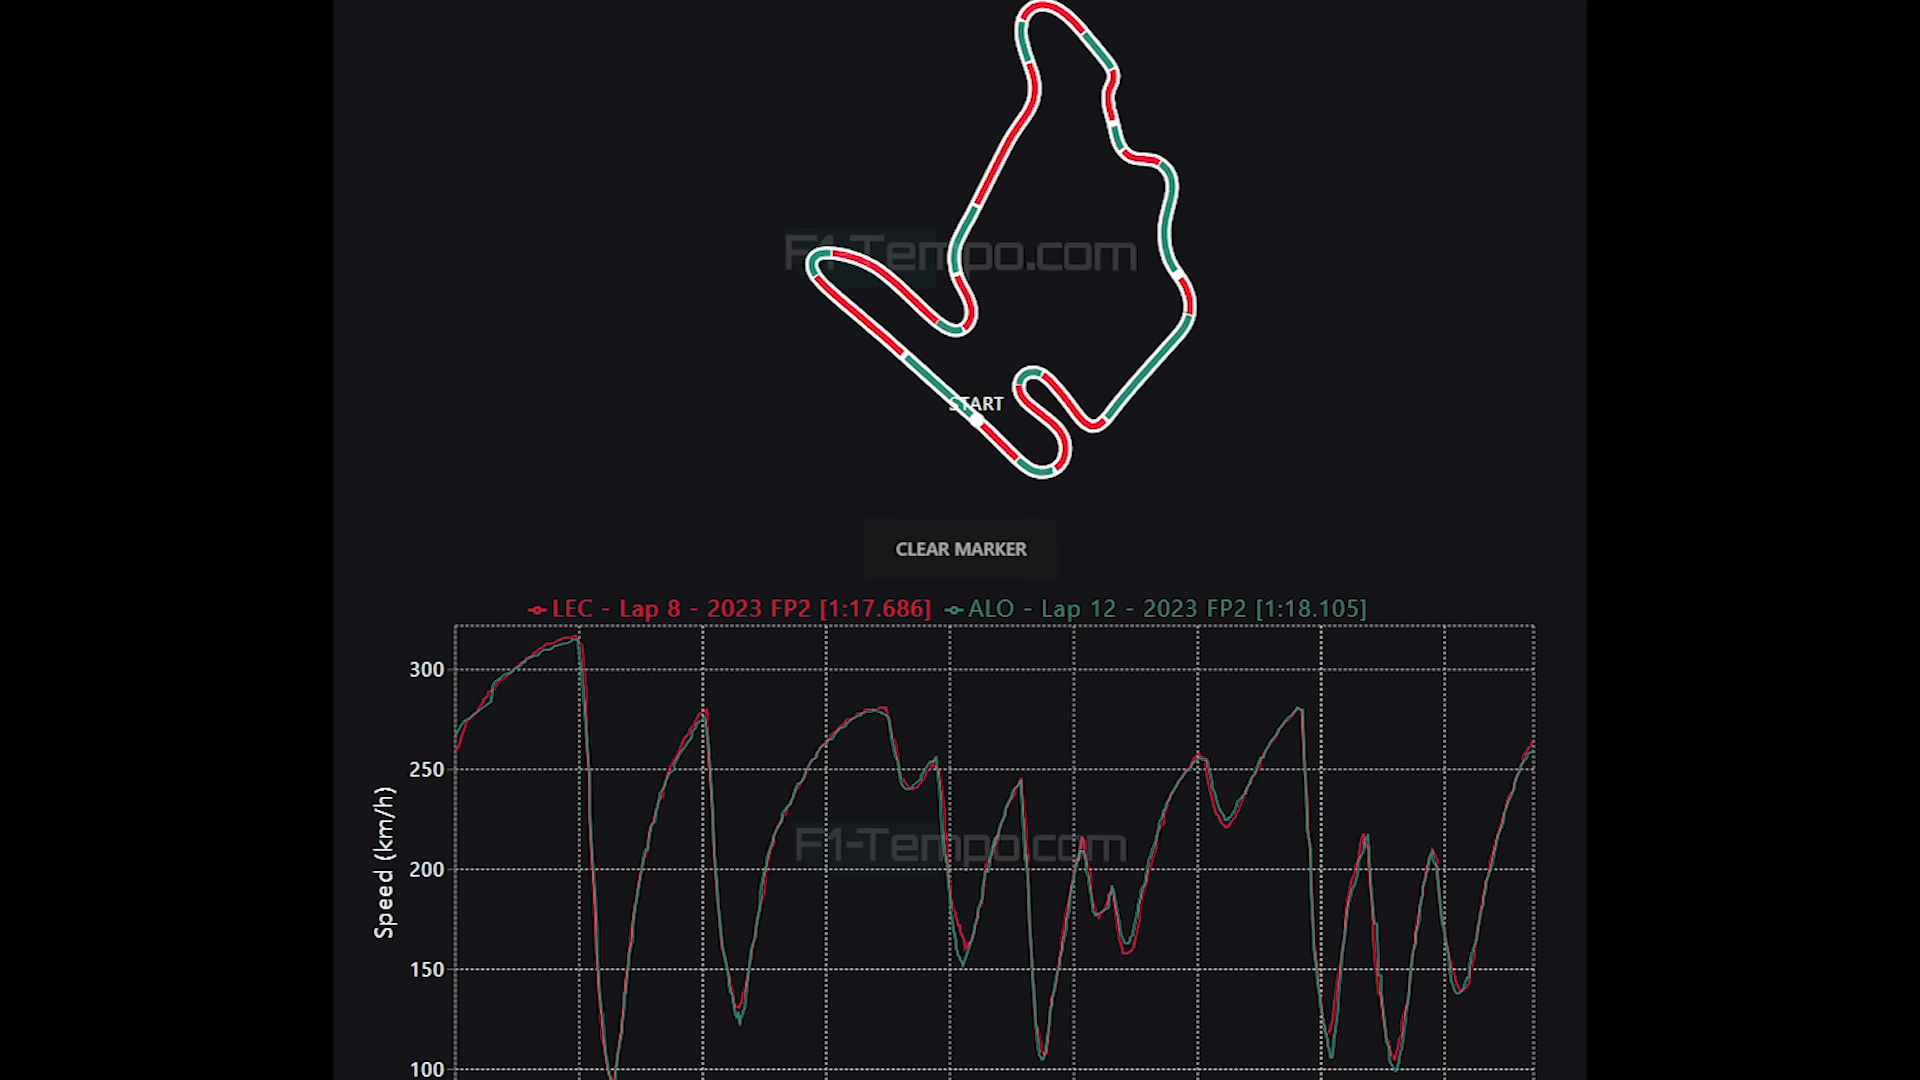 F1-Tempo.com
START
CLEAR MARKER
LEC - Lap 8 - 2023 FP2 [1:17.686] ALO - Lap 12 - 2023 FP2 [1:18.105]
300
250
F1-Tempo.com
Speed (km/h)
200
150
100